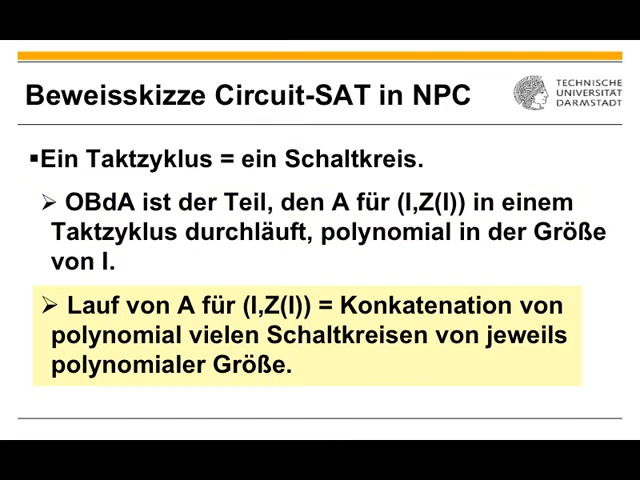 Beweisskizze Circuit-SAT in NPC
TECHNISCHE
UNIVERSITÄT
DARMSTADT
▪Ein Taktzyklus = ein Schaltkreis.
➢ OBdA ist der Teil, den A für (I,Z(I)) in einem
Taktzyklus durchläuft, polynomial in der Größe
von I.
➢ Lauf von A für (I,Z(I)) = Konkatenation von
polynomial vielen Schaltkreisen von jeweils
polynomialer Größe.